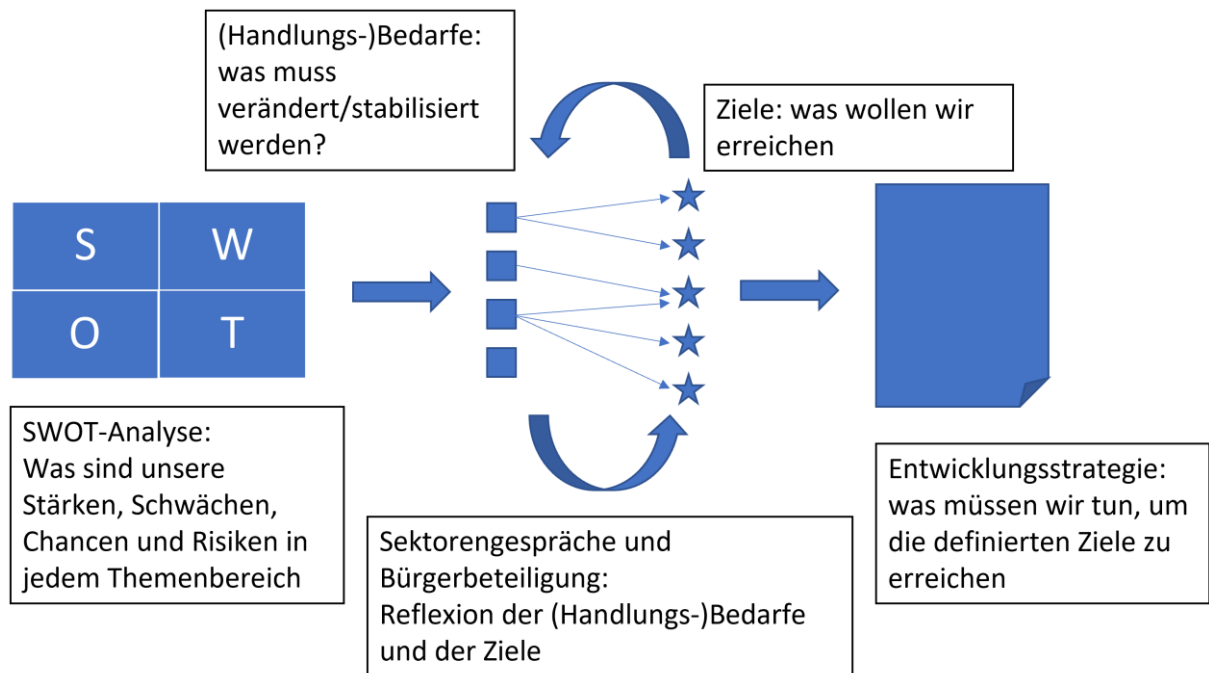 (Handlungs-)Bedarfe:
was muss
verändert/stabilisiert
werden?
Ziele: was wollen wir
erreichen
S W
O T
SWOT-Analyse:
Was sind unsere
Stärken, Schwächen,
Chancen und Risiken in
jedem Themenbereich
Sektorengespräche und
Bürgerbeteiligung:
Reflexion der (Handlungs-)Bedarfe
und der Ziele
Entwicklungsstrategie:
was müssen wir tun, um
die definierten Ziele zu
erreichen